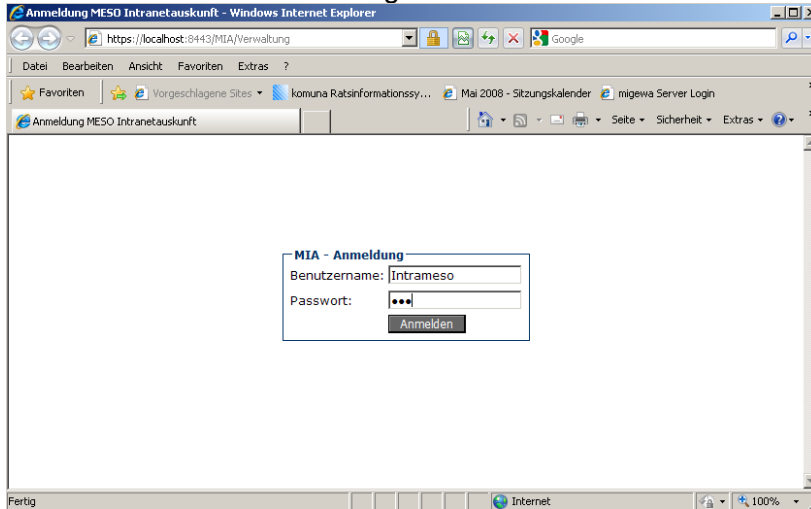 Anmeldung MESO Intranetauskunft - Windows Internet Explorer
https://localhost:8443/MIA/Verwaltung
Google
Datei Bearbeiten Ansicht Favoriten Extras ?
Favoriten Vorgeschlagene Sites komuna Ratsinformationssy... Mai 2008 - Sitzungskalender migewa Server Login
Anmeldung MESO Intranetauskunft Seite Sicherheit Extras
MIA - Anmeldung
Benutzername: Intrameso
Passwort: •••
Anmelden
Fertig Internet 100%